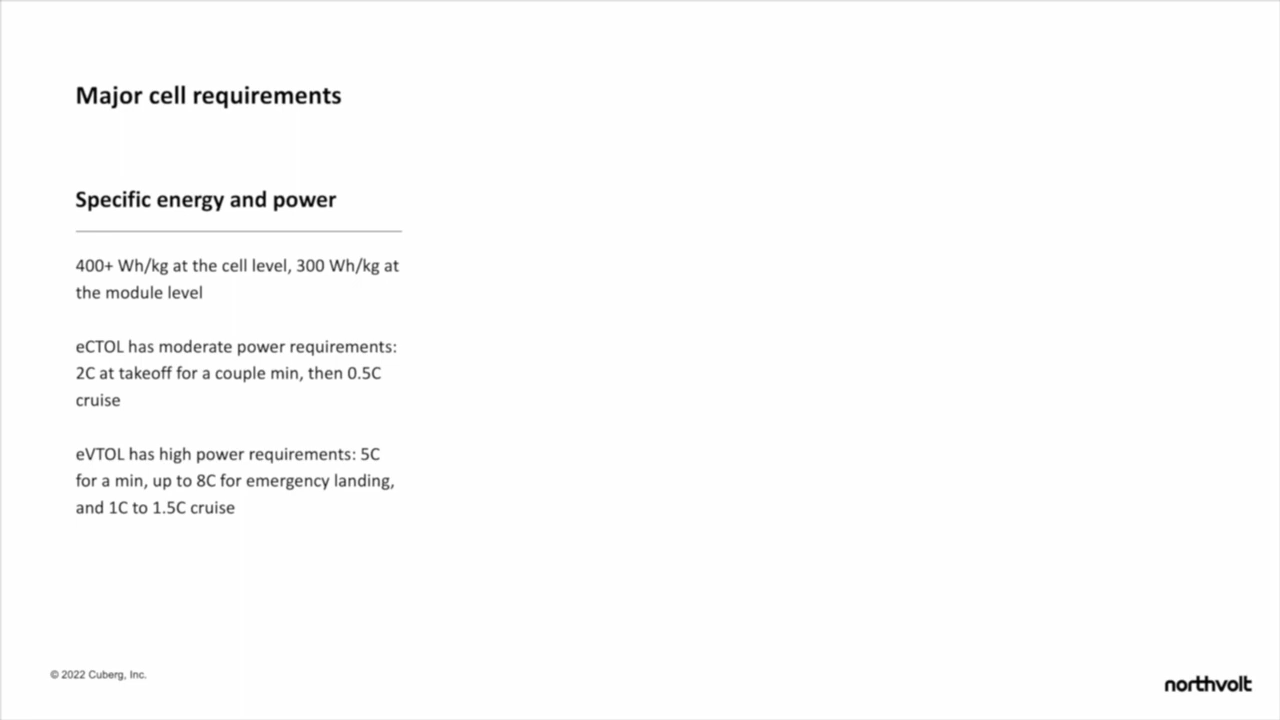 Major cell requirements
Specific energy and power
400+ Wh/kg at the cell level, 300 Wh/kg at
the module level
eCTOL has moderate power requirements:
2C at takeoff for a couple min, then 0.5C
cruise
eVTOL has high power requirements: 5C
for a min, up to 8C for emergency landing,
and 1C to 1.5C cruise
© 2022 Cuberg, Inc.
northvolt